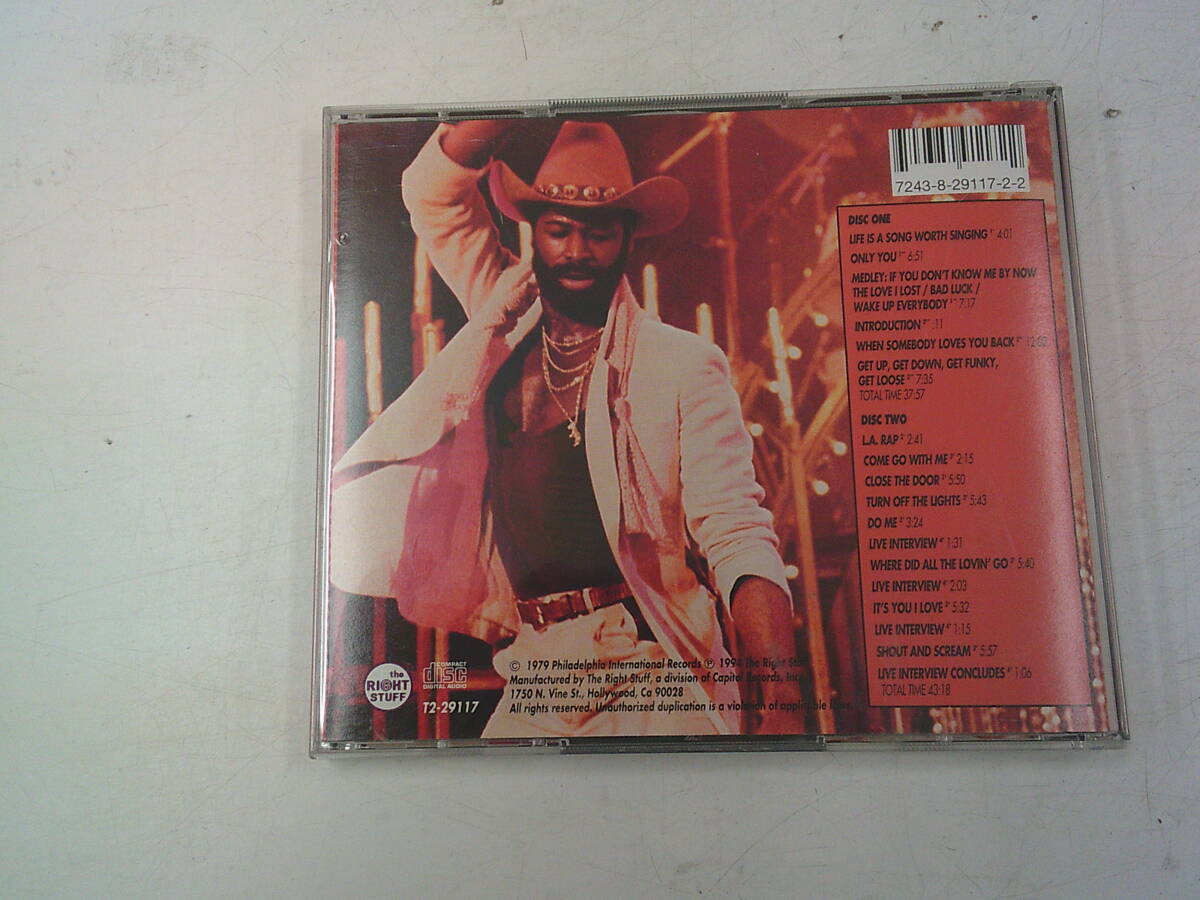 7243-8-29117-2-2
DISC ONE
LIFE IS A SONG WORTH SINGING 4:01
ONLY YOU 6:51
MEDLEY: IF YOU DON'T KNOW ME BY NOW
THE LOVE I LOST / BAD LUCK /
WAKE UP EVERYBODY 7:17
INTRODUCTION :11
WHEN SOMEBODY LOVES YOU BACK
GET UP, GET DOWN, GET FUNKY,
GET LOOSE 7:35
TOTAL TIME 37:57
DISC TWO
L.A. RAP 2:41
COME GO WITH ME 2:15
CLOSE THE DOOR 5:50
TURN OFF THE LIGHTS 5:43
DO ME 3:24
LIVE INTERVIEW 1:31
WHERE DID ALL THE LOVIN' GO 5:40
LIVE INTERVIEW 2:03
IT'S YOU I LOVE 5:32
LIVE INTERVIEW 1:15
SHOUT AND SCREAM 5:57
LIVE INTERVIEW CONCLUDES 1:06
TOTAL TIME 43:18
the
RIGHT
STUFF
COMPACT
disc
DIGITAL AUDIO
T2-29117
© 1979 Philadelphia International Records ℗ 1994 The Right Stuff
Manufactured by The Right Stuff, a division of Capitol Records, Inc.
1750 N. Vine St., Hollywood, Ca 90028
All rights reserved. Unauthorized duplication is a violation of applicable laws.